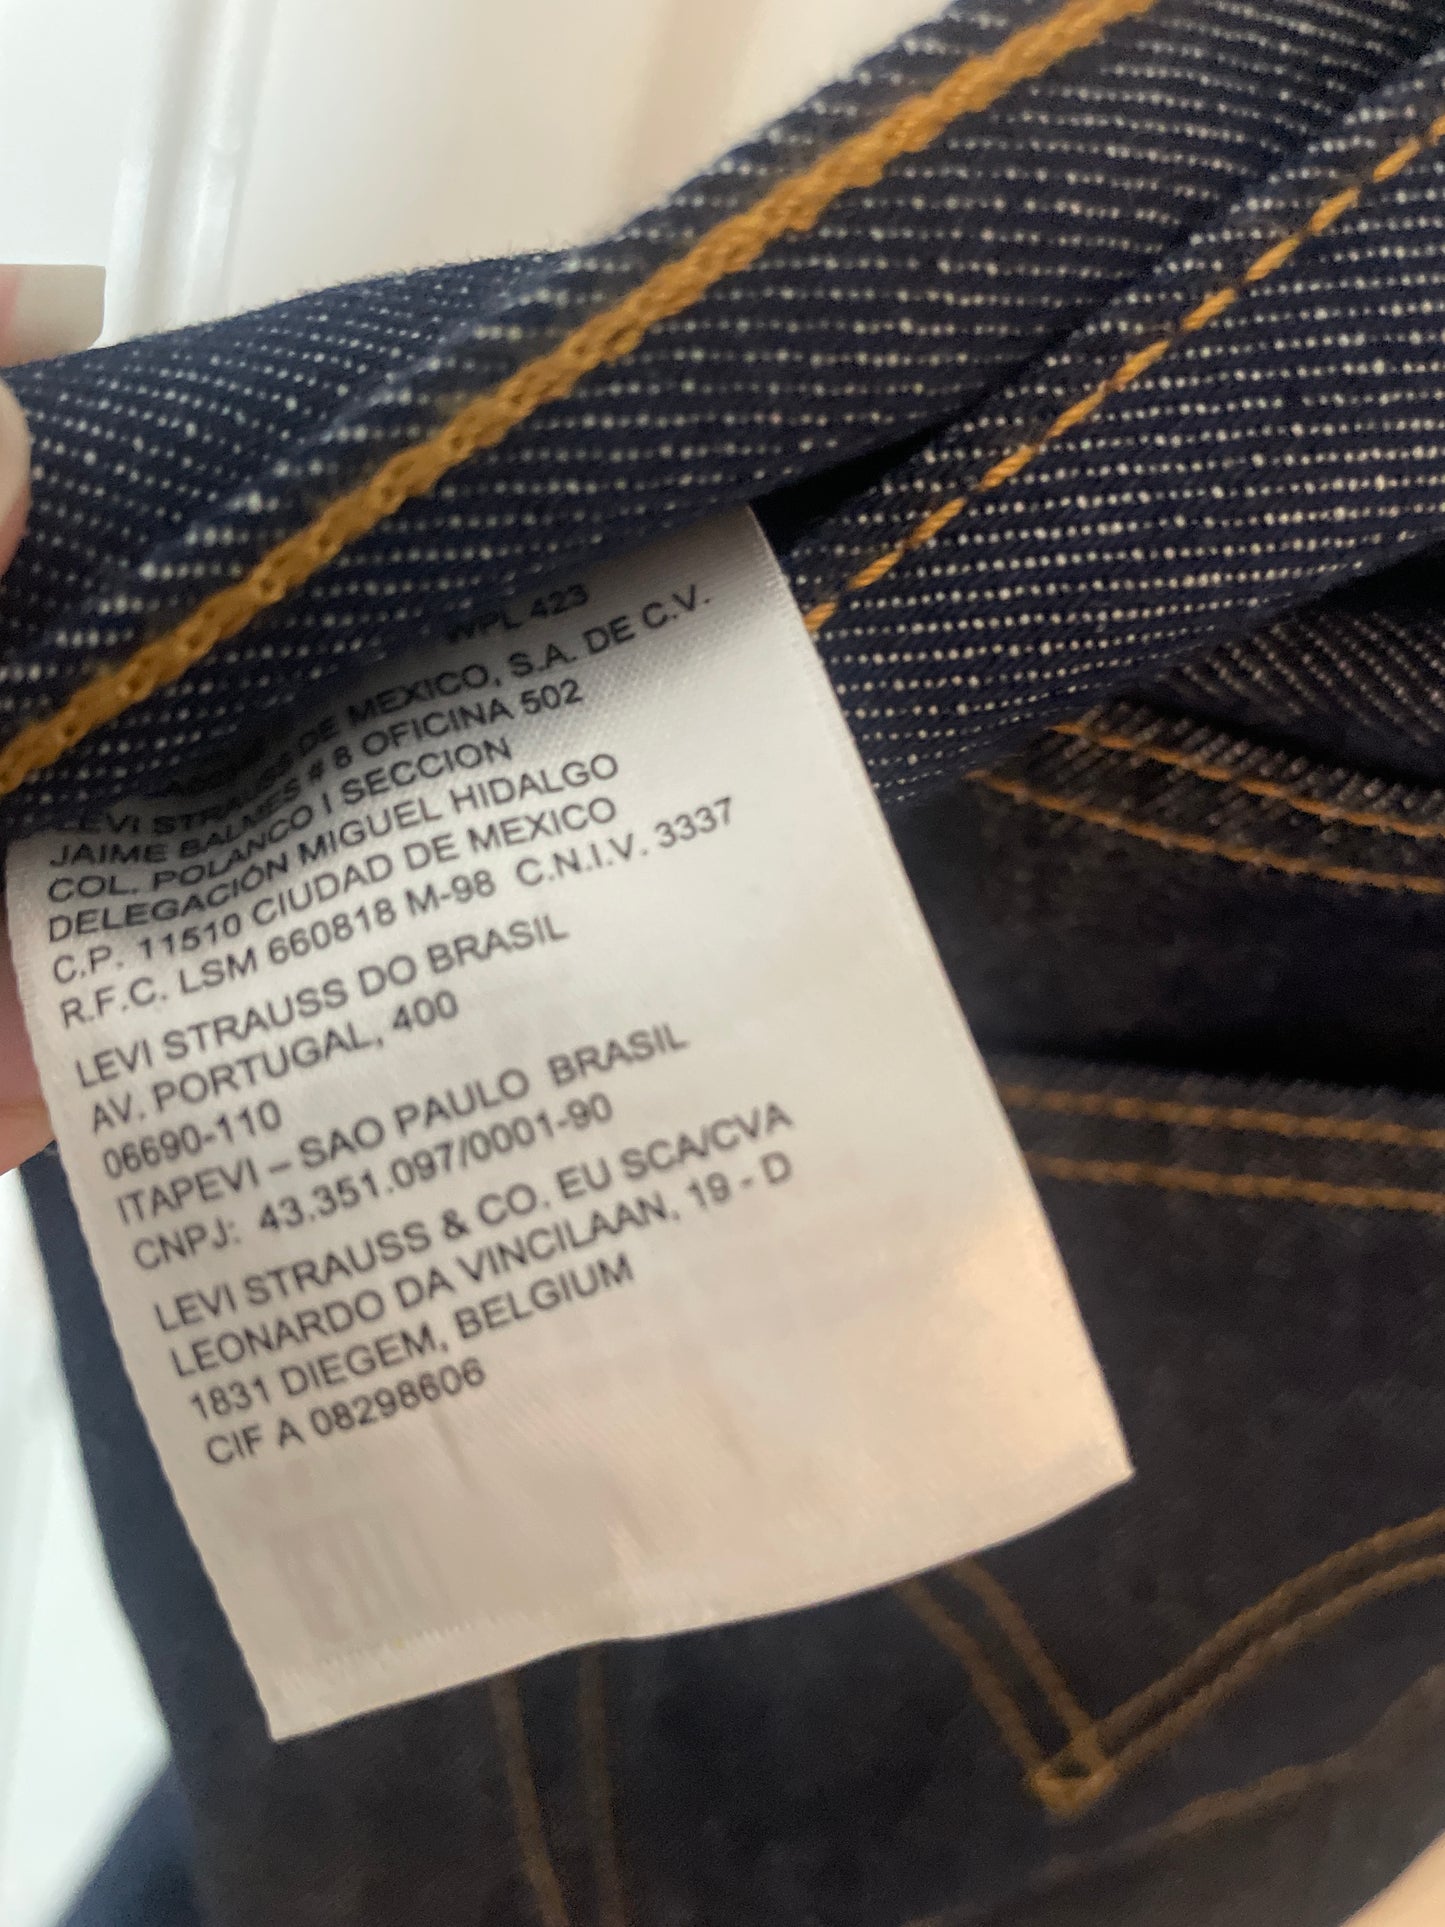 WPL 423
LEVI STRAUSS DE MEXICO, S.A. DE C.V.
JAIME BALMES # 8 OFICINA 502
COL. POLANCO I SECCION
DELEGACIÓN MIGUEL HIDALGO
C.P. 11510 CIUDAD DE MEXICO
R.F.C. LSM 660818 M-98 C.N.I.V. 3337
LEVI STRAUSS DO BRASIL
AV. PORTUGAL, 400
06690-110
ITAPEVI – SAO PAULO BRASIL
CNPJ: 43.351.097/0001-90
LEVI STRAUSS & CO. EU SCA/CVA
LEONARDO DA VINCILAAN, 19 - D
1831 DIEGEM, BELGIUM
CIF A 08298606